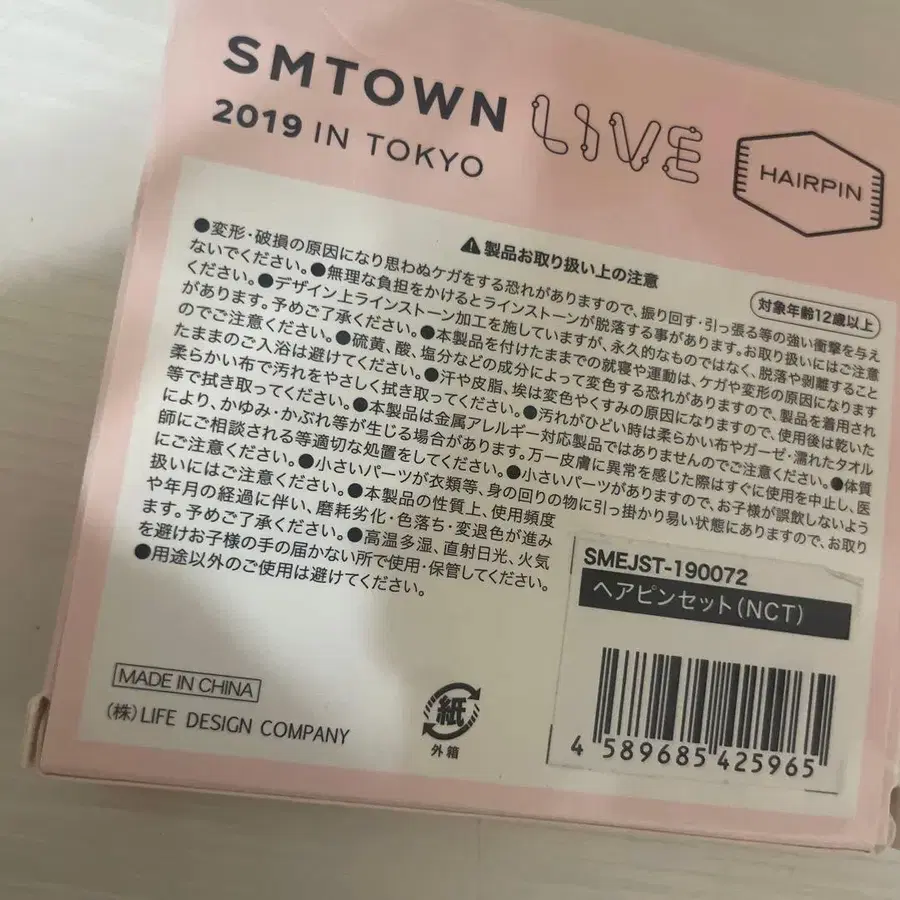 SMTOWN LIVE
2019 IN TOKYO
HAIRPIN
⚠製品お取り扱い上の注意
対象年齢12歳以上
●変形・破損の原因になり思わぬケガをする恐れがありますので、振り回す・引っ張る等の強い衝撃を与え
ないでください。●無理な負担をかけるとラインストーンが脱落する事があります。お取り扱いにはご注意
ください。●デザイン上ラインストーン加工を施していますが、永久的なものではなく、脱落や剥離すること
があります。予めご了承ください。●本製品を付けたままでの就寝や運動は、ケガや変形の原因になります
のでご注意ください。●硫黄、酸、塩分などの成分によって変色する恐れがありますので、製品を着用され
たままのご入浴は避けてください。●汗や皮脂、埃は変色やくすみの原因になりますので、使用後は乾いた
柔らかい布で汚れをやさしく拭き取ってください。●汚れがひどい時は柔らかい布やガーゼ・濡れたタオル
等で拭き取ってください。●本製品は金属アレルギー対応製品ではありませんのでご注意ください。●体質
により、かゆみ・かぶれ等が生じる場合があります。万一皮膚に異常を感じた際はすぐに使用を中止し、医
師にご相談される等適切な処置をしてください。●小さいパーツがありますので、お子様が誤飲しないよう
にご注意ください。●小さいパーツが衣類等、身の回りの物に引っ掛かり易い状態にありますので、お取り
扱いにはご注意ください。●本製品の性質上、使用頻度
や年月の経過に伴い、磨耗劣化・色落ち・変退色が進み
ます。予めご了承ください。●高温多湿、直射日光、火気
を避けお子様の手の届かない所で使用・保管してください。
●用途以外のご使用は避けてください。
SMEJST-190072
ヘアピンセット(NCT)
4 589685 425965
MADE IN CHINA
(株)LIFE DESIGN COMPANY
紙
外箱